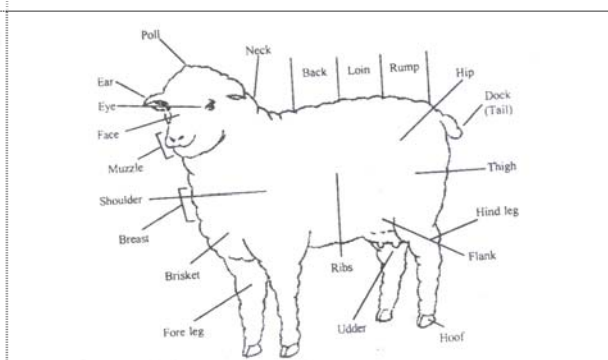 Poll
Neck
Back
Loin
Rump
Hip
Ear
Dock
(Tail)
Eye
Face
Muzzle
Thigh
Shoulder
Hind leg
Breast
Flank
Brisket
Ribs
Fore leg
Udder
Hoof